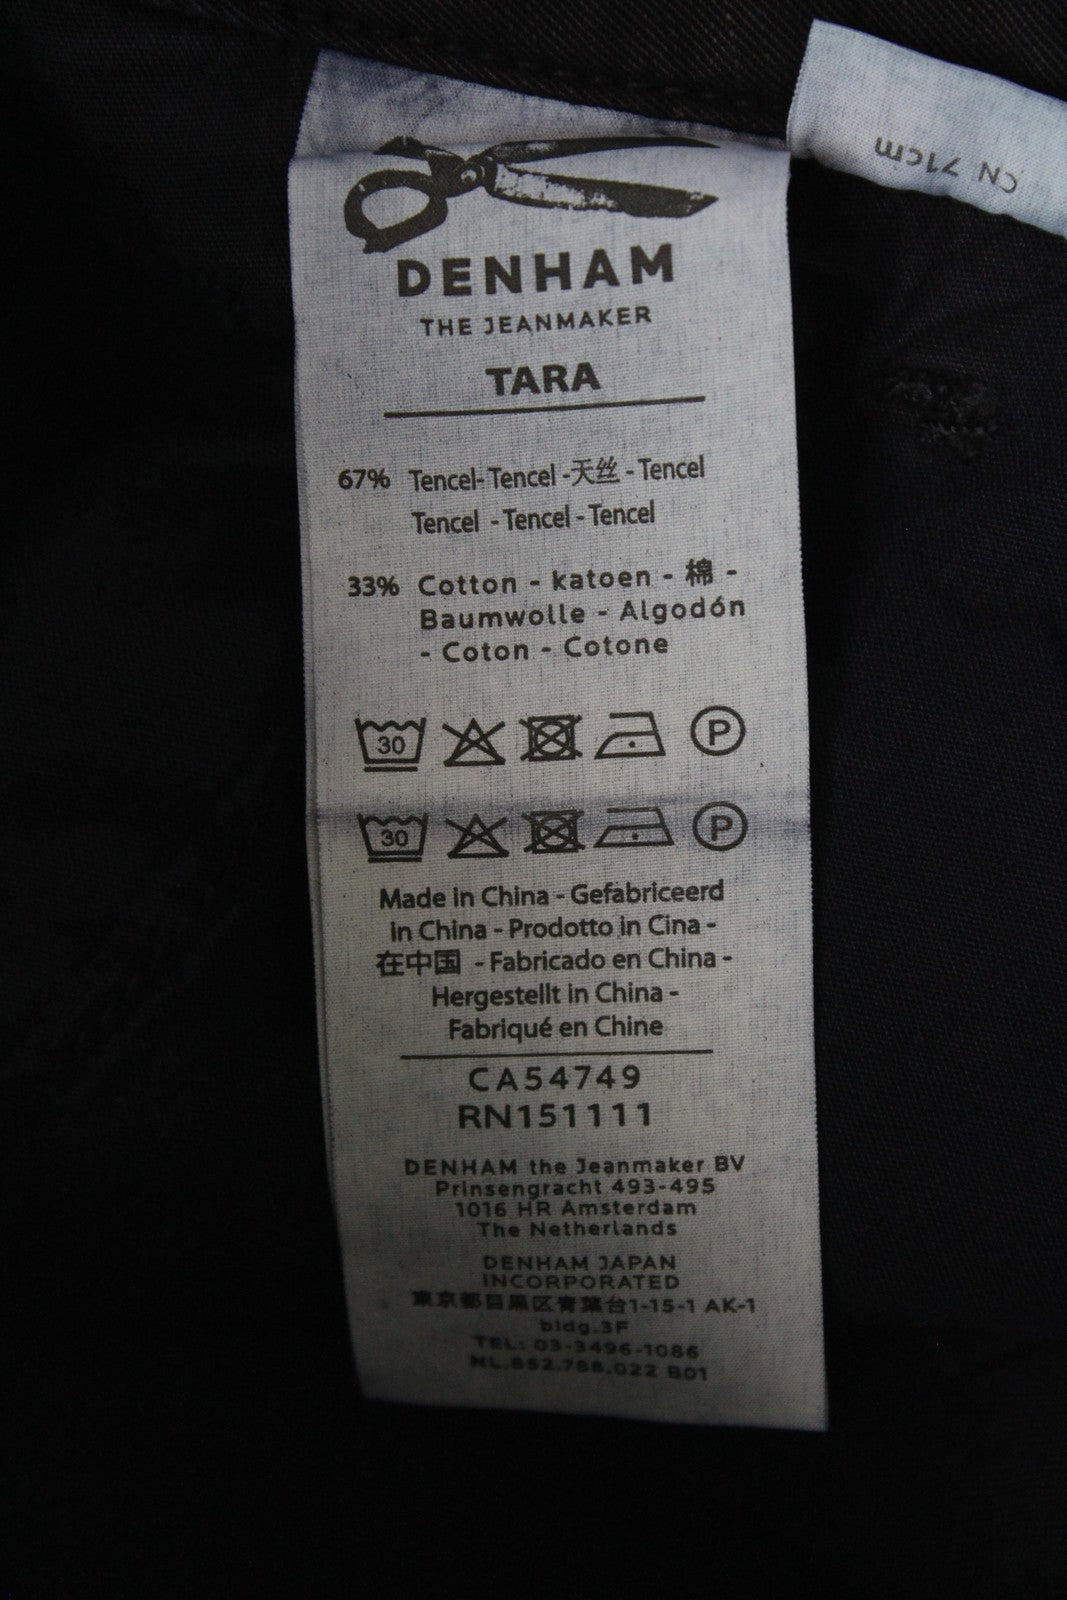 CN 71cm
DENHAM
THE JEANMAKER
TARA
67% Tencel- Tencel -天丝 - Tencel
Tencel - Tencel - Tencel
33% Cotton - katoen - 棉 -
Baumwolle - Algodón
- Coton - Cotone
30 P
30 P
Made in China - Gefabriceerd
in China - Prodotto in Cina -
在中国 - Fabricado en China -
Hergestellt in China -
Fabriqué en Chine
CA54749
RN151111
DENHAM the Jeanmaker BV
Prinsengracht 493-495
1016 HR Amsterdam
The Netherlands
DENHAM JAPAN
INCORPORATED
東京都目黒区青葉台1-15-1 AK-1
bldg.3F
TEL: 03-3496-1086
NL.852.788.022 B01